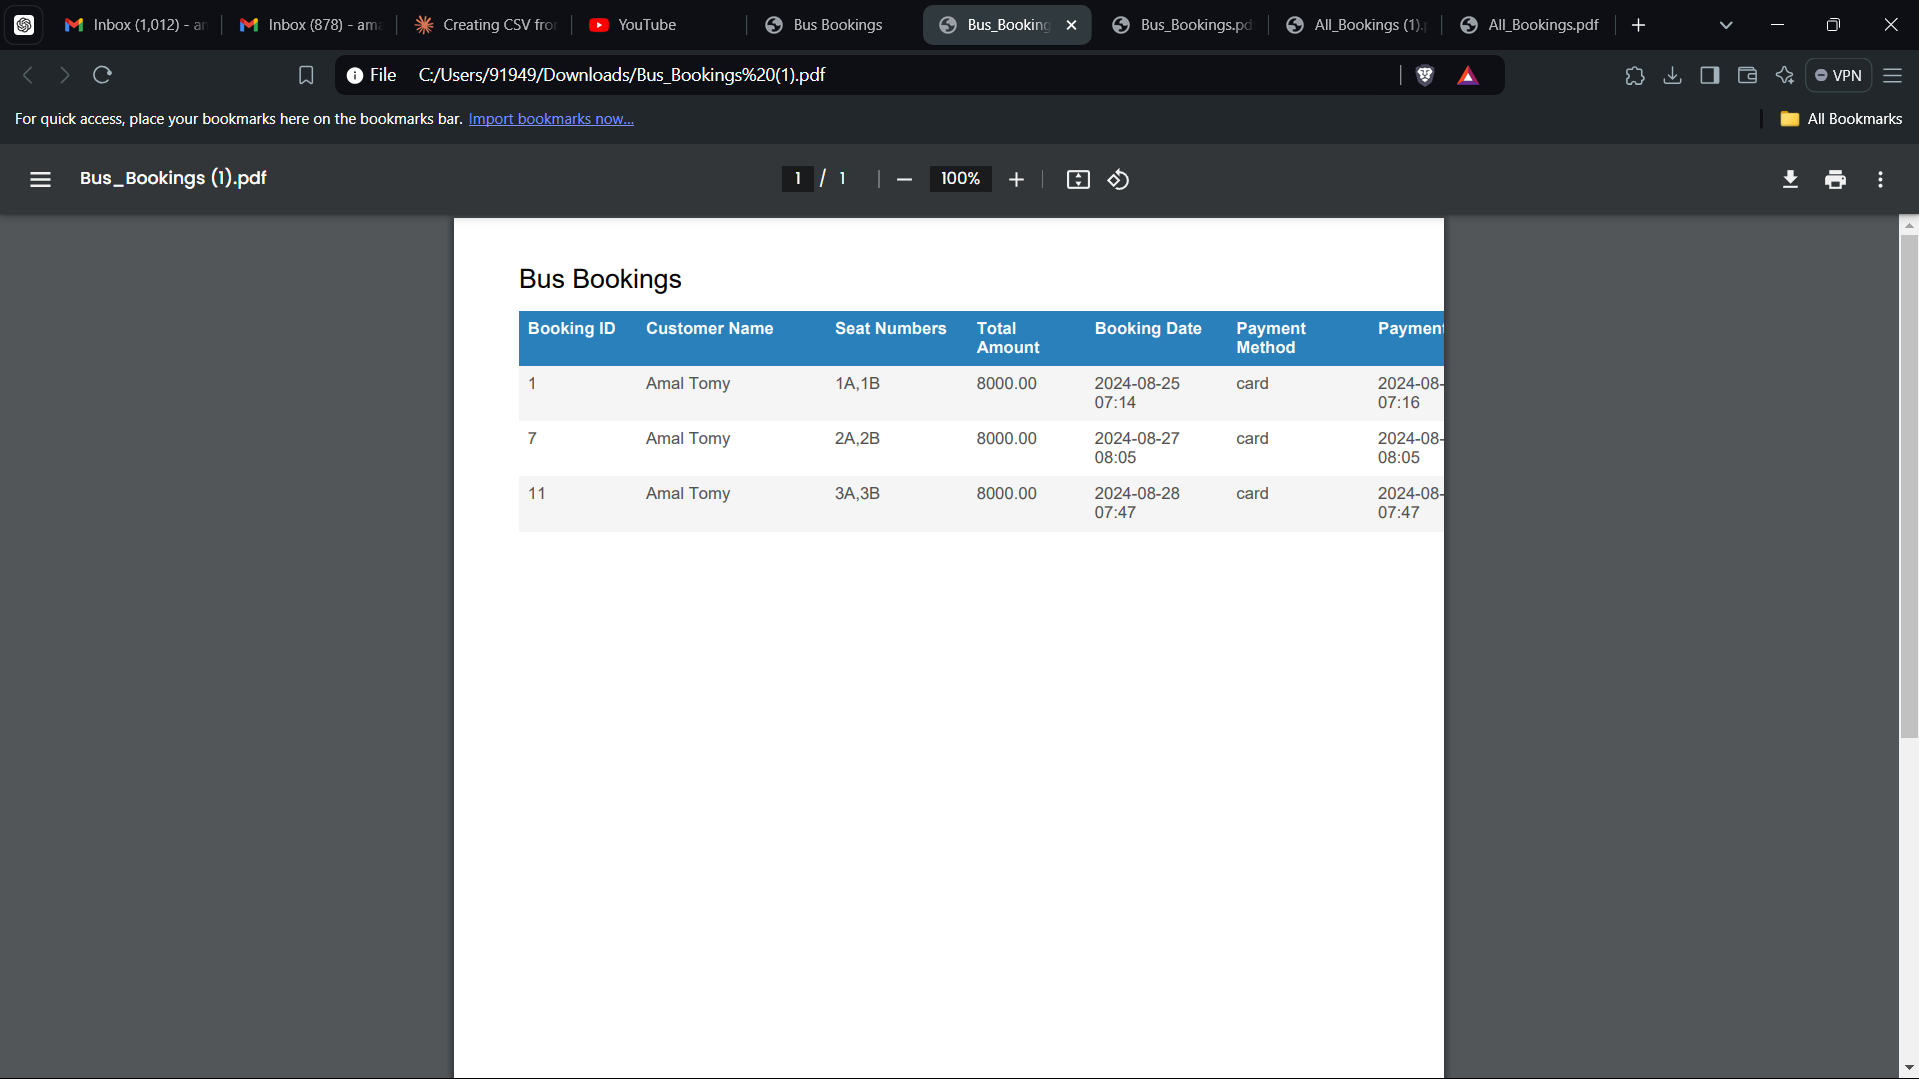 Inbox (1,012) - an
Inbox (878) - ama
Creating CSV fro
YouTube
Bus Bookings
Bus_Booking
Bus_Bookings.pd
All_Bookings (1).
All_Bookings.pdf
File C:/Users/91949/Downloads/Bus_Bookings%20(1).pdf
VPN
For quick access, place your bookmarks here on the bookmarks bar. Import bookmarks now...
All Bookmarks
Bus_Bookings (1).pdf
1 / 1
100%
Bus Bookings
Booking ID Customer Name Seat Numbers Total Amount Booking Date Payment Method Payment
1 Amal Tomy 1A,1B 8000.00 2024-08-25 07:14 card 2024-08- 07:16
7 Amal Tomy 2A,2B 8000.00 2024-08-27 08:05 card 2024-08- 08:05
11 Amal Tomy 3A,3B 8000.00 2024-08-28 07:47 card 2024-08- 07:47